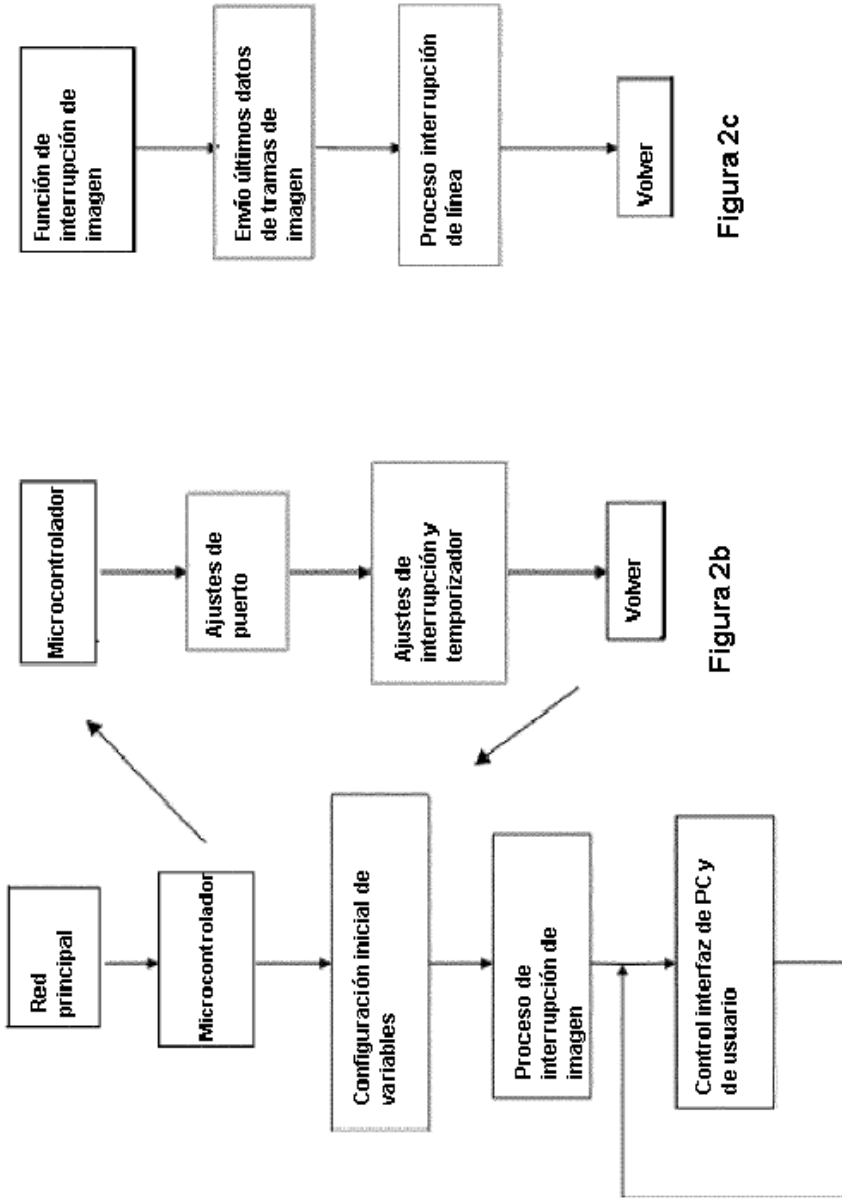 Red
principal
Microcontrolador
Configuración inicial de
variables
Proceso de
interrupción de
imagen
Control interfaz de PC y
de usuario
Microcontrolador
Ajustes de
puerto
Ajustes de
interrupción y
temporizador
Volver
Figura 2b
Función de
interrupción de
imagen
Envío últimos datos
de tramas de
imagen
Proceso interrupción
de línea
Volver
Figura 2c